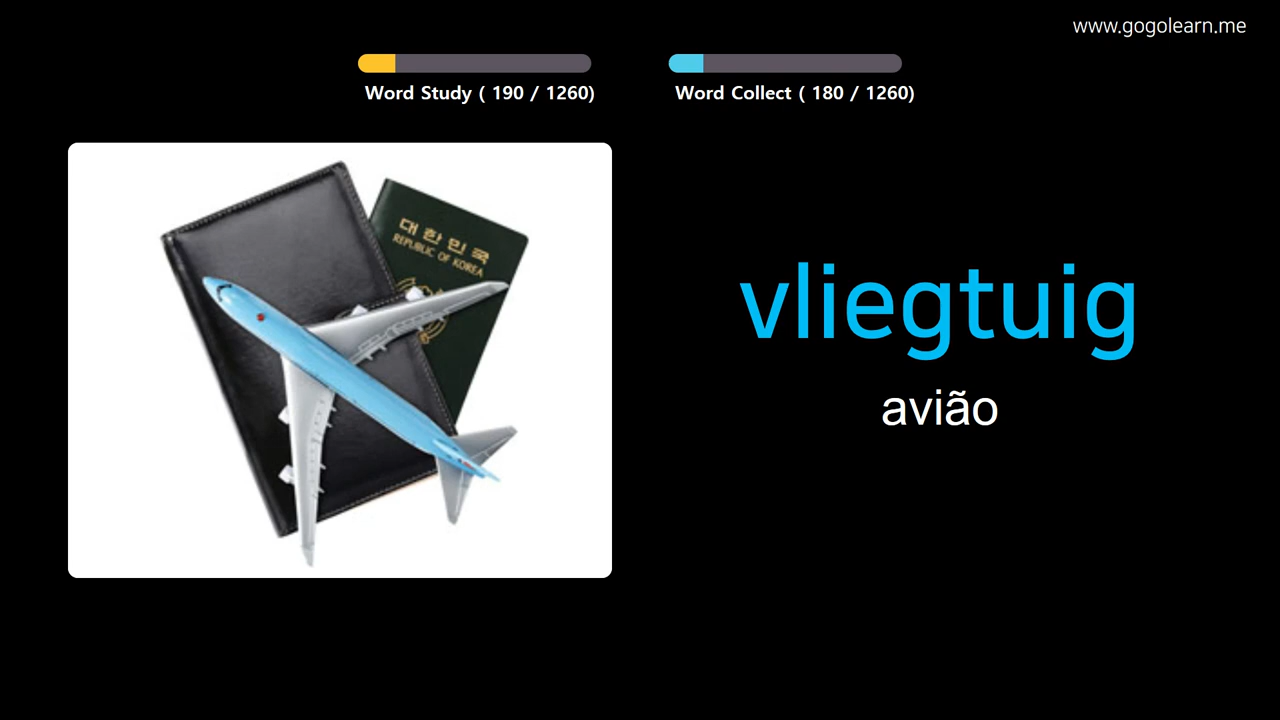 www.gogolearn.me
Word Study ( 190 / 1260)
Word Collect ( 180 / 1260)
대한민국
REPUBLIC OF KOREA
vliegtuig
avião